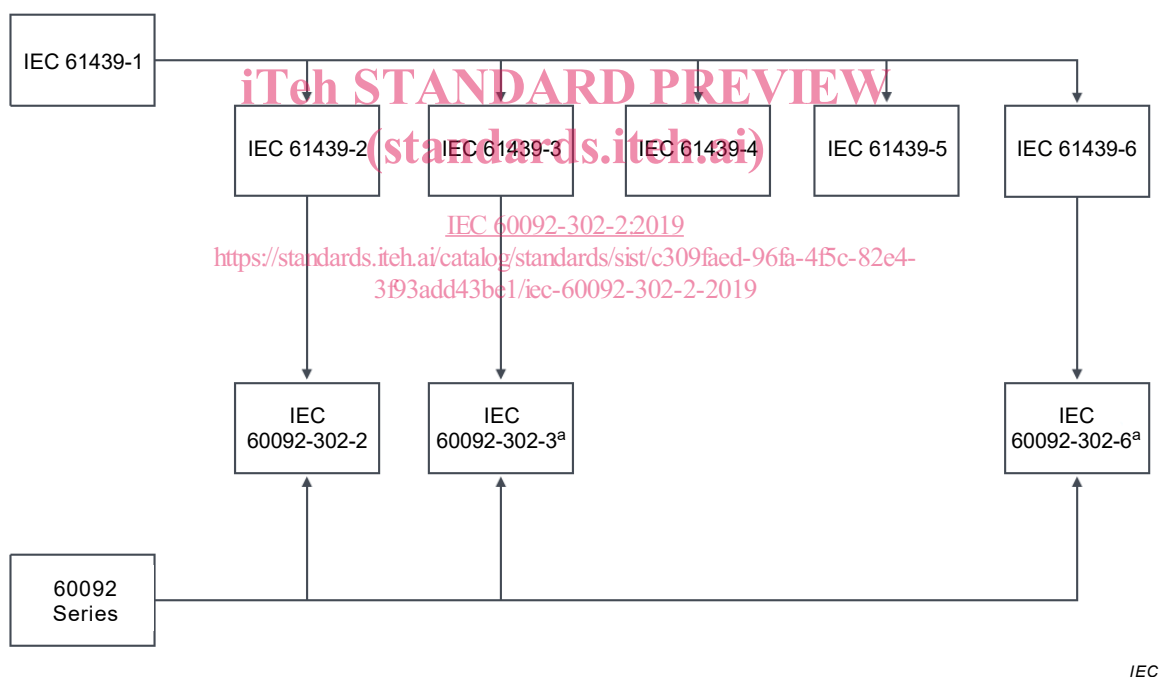 IEC 61439-1
iTeh STANDARD PREVIEW
(standards.iteh.ai)
IEC 61439-2
IEC 61439-3
IEC 61439-4
IEC 61439-5
IEC 61439-6
IEC 60092-302-2:2019
https://standards.iteh.ai/catalog/standards/sist/c309faed-96fa-4f5c-82e4-
3f93add43be1/iec-60092-302-2-2019
IEC
60092-302-2
IEC
60092-302-3ᵃ
IEC
60092-302-6ᵃ
60092
Series
IEC